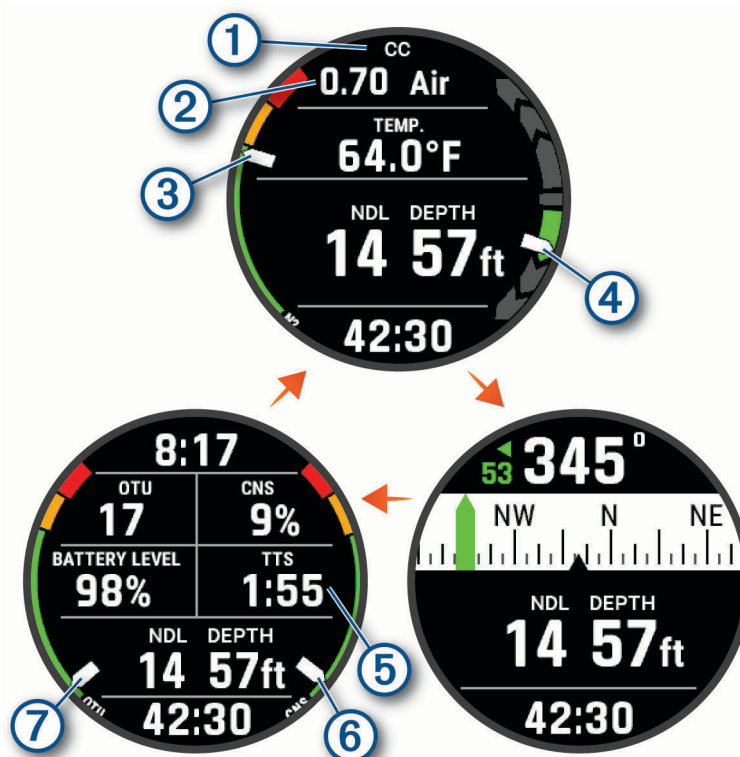 1
CC
2
0.70 Air
3
TEMP.
64.0°F
NDL DEPTH
14 57ft
4
N2
42:30
8:17
OTU CNS
17 9%
BATTERY LEVEL TTS
98% 1:55
NDL DEPTH
14 57ft
5
7
OTU
42:30
CNS
6
53 345°
NW N NE
NDL DEPTH
14 57ft
42:30